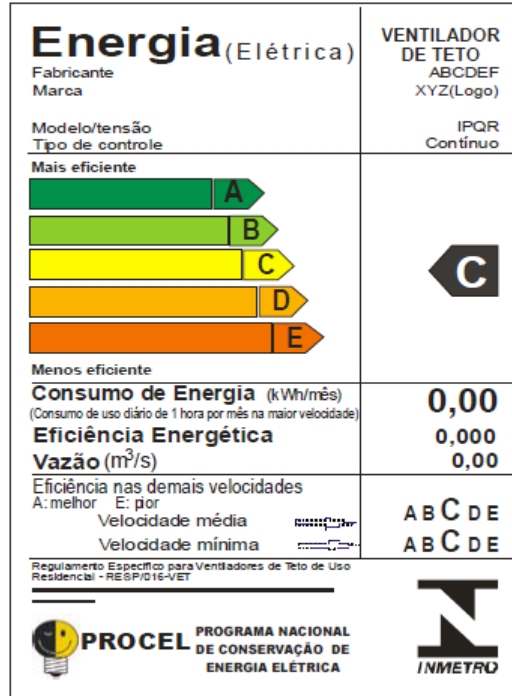 Energia (Elétrica)
VENTILADOR
DE TETO
Fabricante
ABCDEF
Marca
XYZ(Logo)
Modelo/tensão
IPQR
Tipo de controle
Contínuo
Mais eficiente
A
B
C
D
E
C
Menos eficiente
Consumo de Energia (kWh/mês)
0,00
(Consumo de uso diário de 1 hora por mês na maior velocidade)
Eficiência Energética
0,000
Vazão (m³/s)
0,00
Eficiência nas demais velocidades
A: melhor E: pior
Velocidade média
A B C D E
Velocidade mínima
A B C D E
Regulamento Específico para Ventiladores de Teto de Uso
Residencial - RESP/016-VET
PROCEL
PROGRAMA NACIONAL
DE CONSERVAÇÃO DE
ENERGIA ELÉTRICA
INMETRO